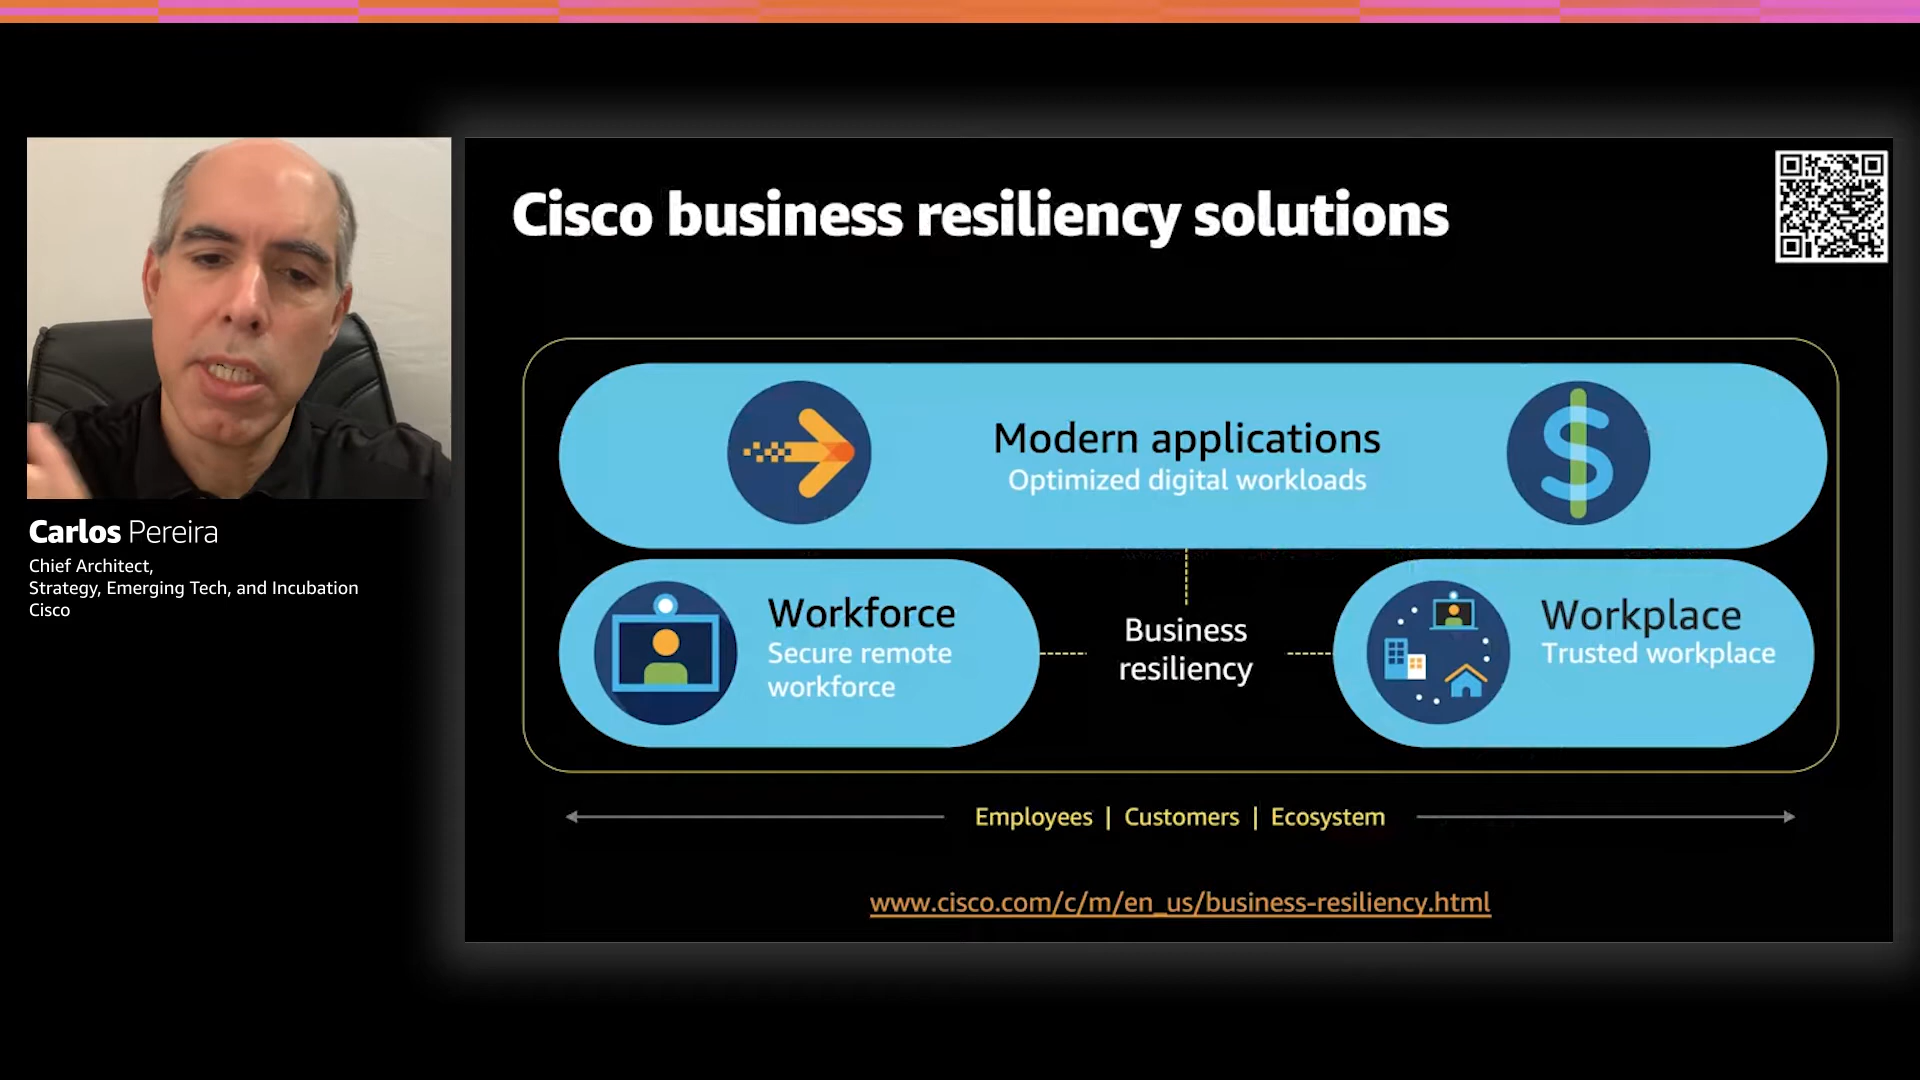 Cisco business resiliency solutions
Modern applications
Optimized digital workloads
Workforce
Secure remote
workforce
Business
resiliency
Workplace
Trusted workplace
Employees | Customers | Ecosystem
www.cisco.com/c/m/en_us/business-resiliency.html
Carlos Pereira
Chief Architect,
Strategy, Emerging Tech, and Incubation
Cisco